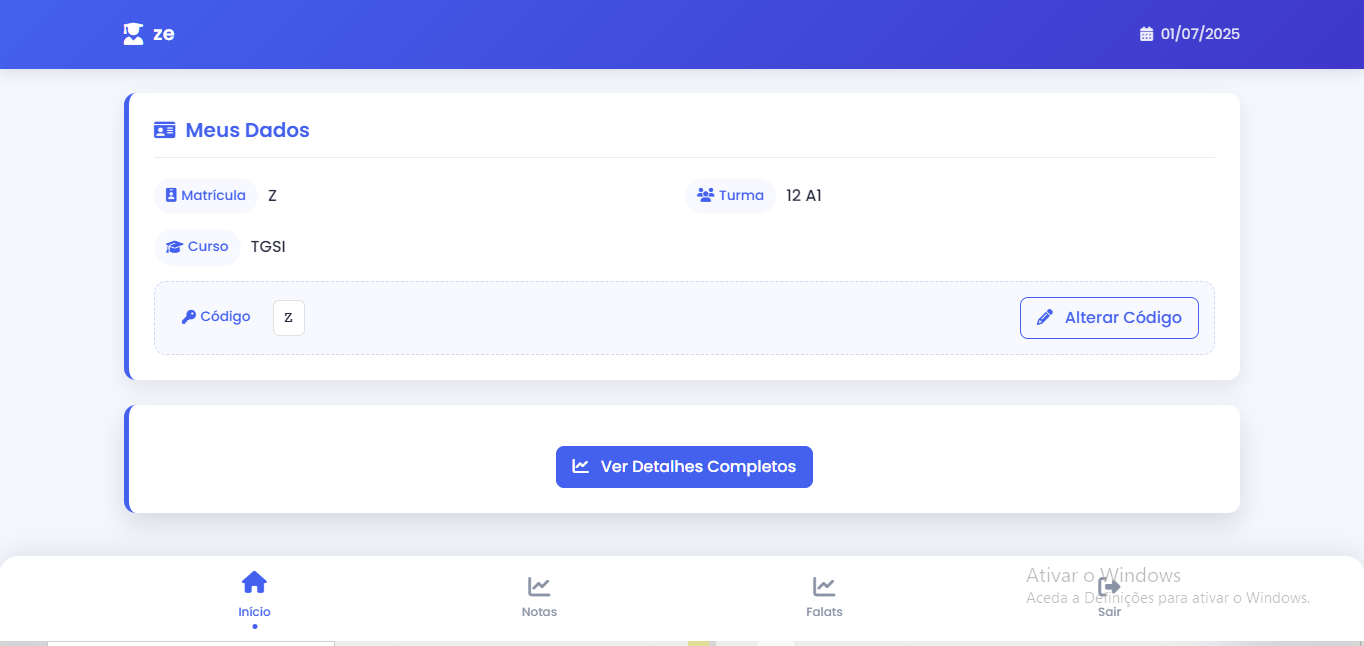 ze
01/07/2025
Meus Dados
Matrícula Z
Turma 12 A1
Curso TGSI
Código Z
Alterar Código
Ver Detalhes Completos
Início
Notas
Falats
Sair
Ativar o Windows
Aceda a Definições para ativar o Windows.